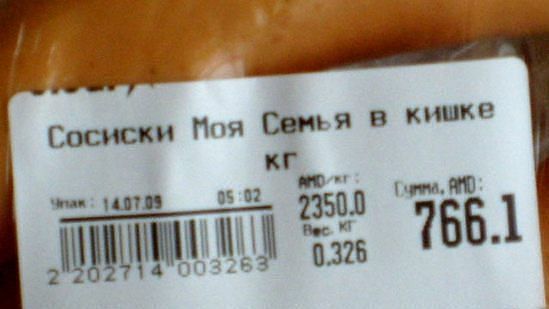 Сосиски Моя Семья в кишке
кг
Упак: 14.07.09 05:02
AMD/кг:
2350.0
Вес, КГ
0.326
Сумма, AMD:
766.1
2 202714 003263